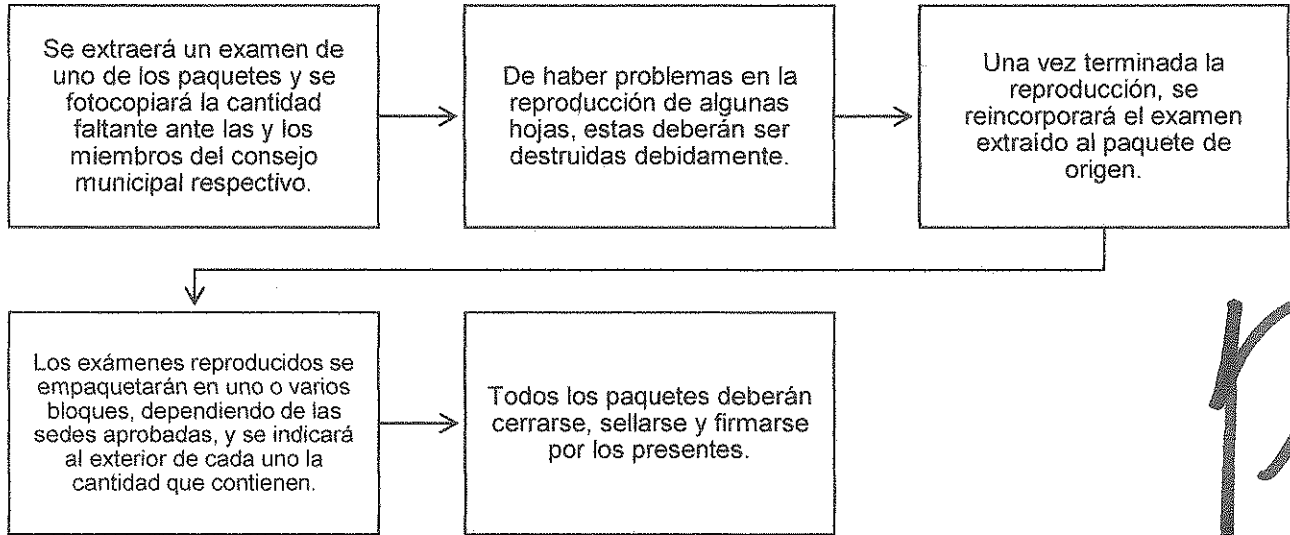 Se extraerá un examen de
uno de los paquetes y se
fotocopiará la cantidad
faltante ante las y los
miembros del consejo
municipal respectivo.
De haber problemas en la
reproducción de algunas
hojas, estas deberán ser
destruidas debidamente.
Una vez terminada la
reproducción, se
reincorporará el examen
extraído al paquete de
origen.
Los exámenes reproducidos se
empaquetarán en uno o varios
bloques, dependiendo de las
sedes aprobadas, y se indicará
al exterior de cada uno la
cantidad que contienen.
Todos los paquetes deberán
cerrarse, sellarse y firmarse
por los presentes.